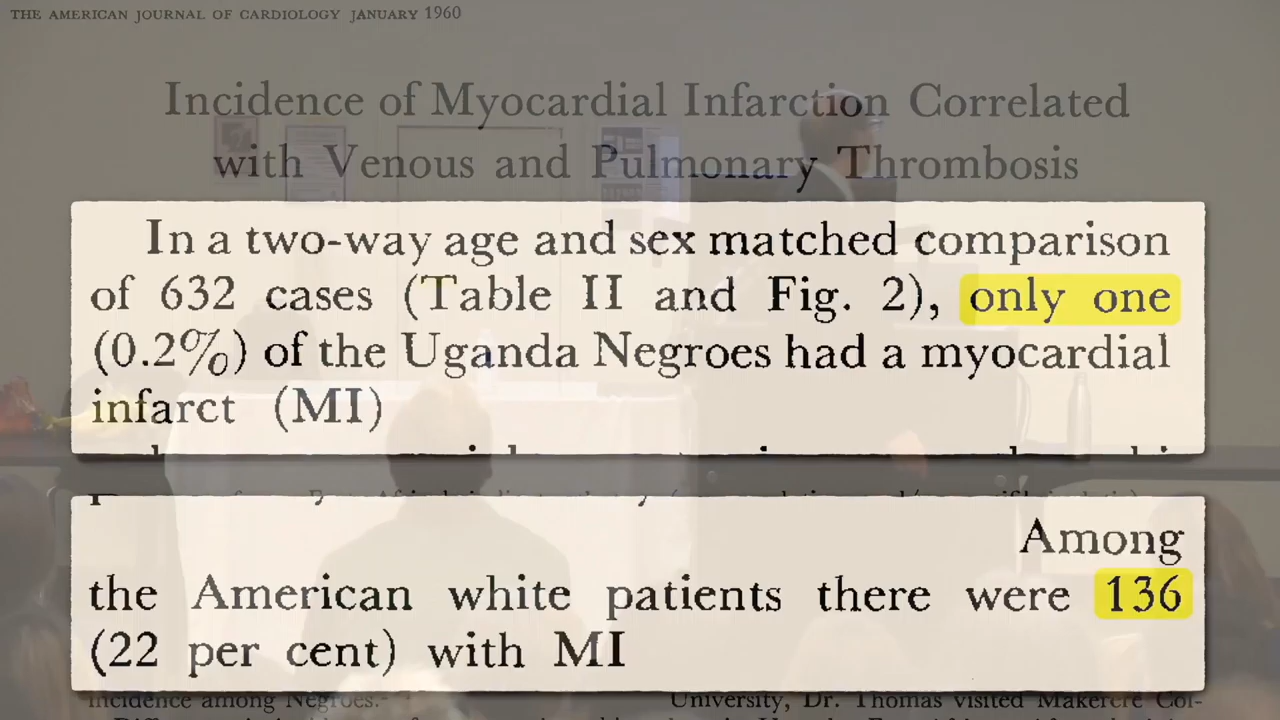 THE AMERICAN JOURNAL OF CARDIOLOGY JANUARY 1960
Incidence of Myocardial Infarction Correlated
with Venous and Pulmonary Thrombosis
In a two-way age and sex matched comparison
of 632 cases (Table II and Fig. 2), only one
(0.2%) of the Uganda Negroes had a myocardial
infarct (MI)
Among
the American white patients there were 136
(22 per cent) with MI
incidence among Negroes.
University, Dr. Thomas visited Makerere Col-